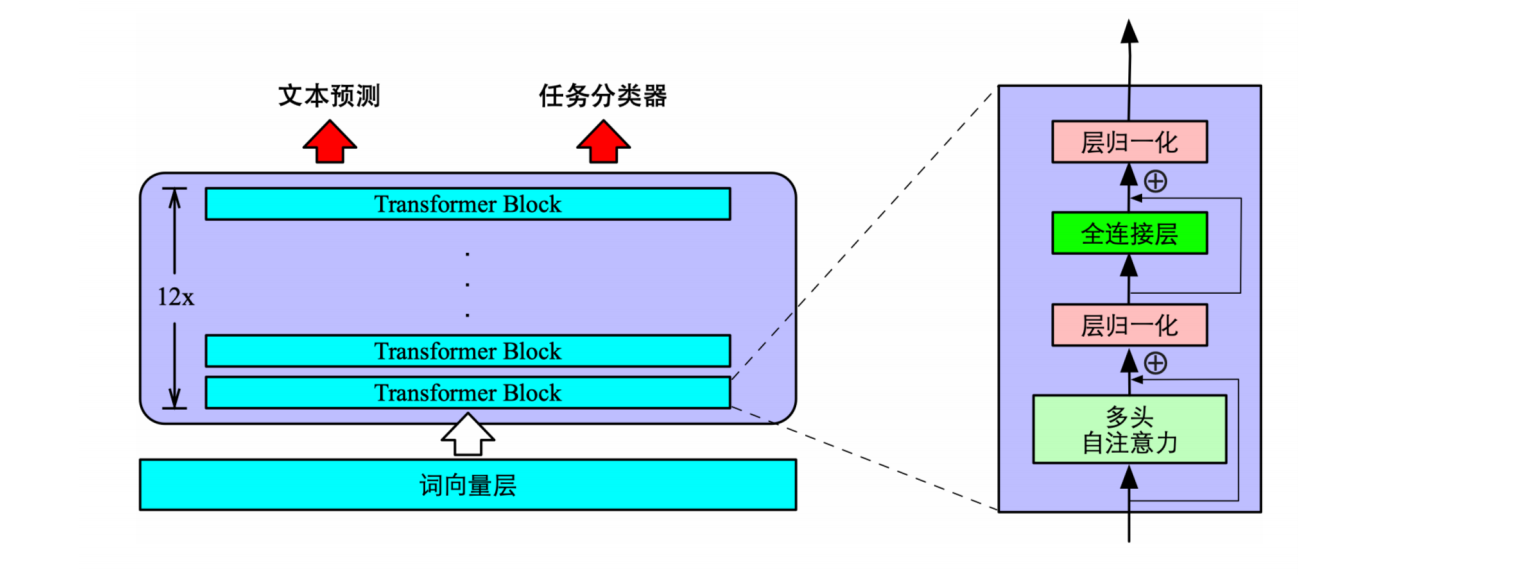 文本预测
任务分类器
Transformer Block
12x
Transformer Block
Transformer Block
词向量层
层归一化
全连接层
层归一化
多头
自注意力